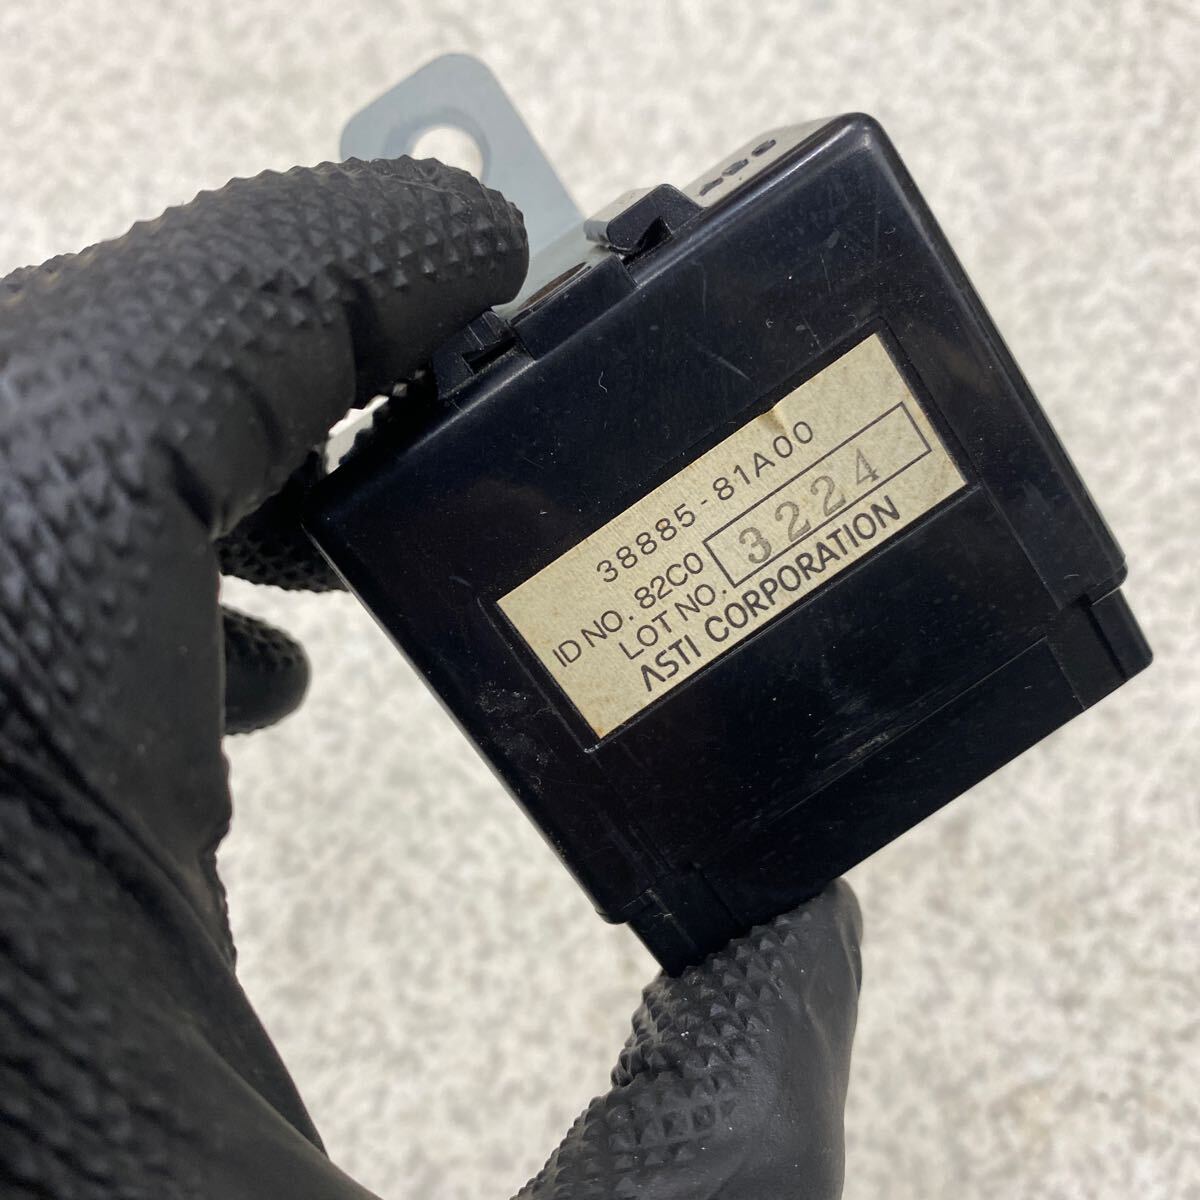 38885-81A00
ID NO. 82C0
LOT NO. 3224
ASTI CORPORATION